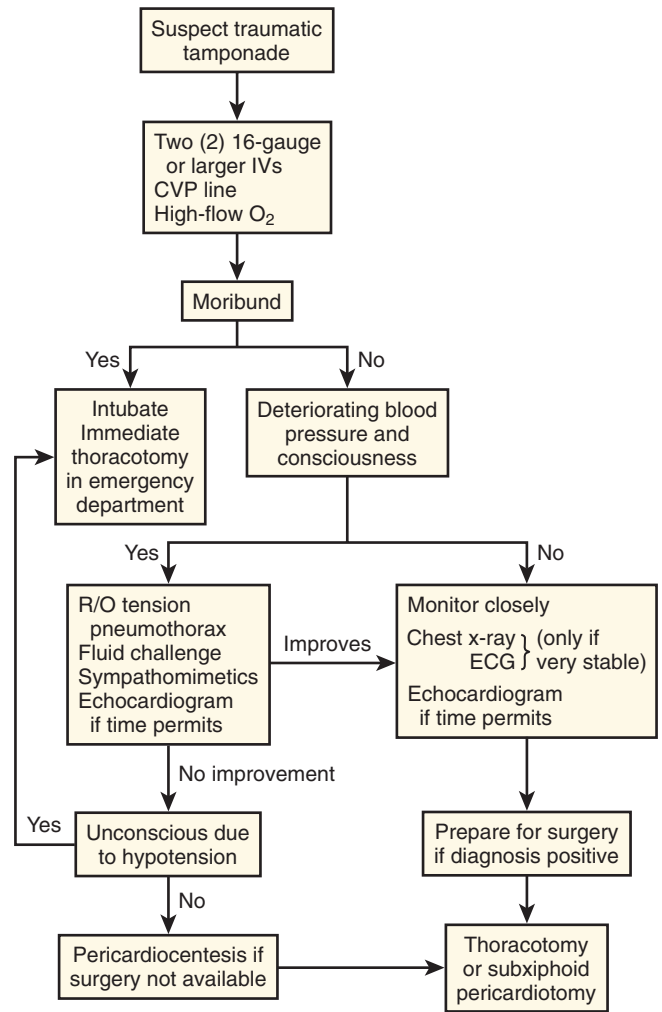 Suspect traumatic
tamponade
Two (2) 16-gauge
or larger IVs
CVP line
High-flow O₂
Moribund
Yes
No
Intubate
Immediate
thoracotomy
in emergency
department
Deteriorating blood
pressure and
consciousness
Yes
No
R/O tension
pneumothorax
Fluid challenge
Sympathomimetics
Echocardiogram
if time permits
Improves
Monitor closely
Chest x-ray } (only if
ECG } very stable)
Echocardiogram
if time permits
No improvement
Yes
Unconscious due
to hypotension
Prepare for surgery
if diagnosis positive
No
Pericardiocentesis if
surgery not available
Thoracotomy
or subxiphoid
pericardiotomy